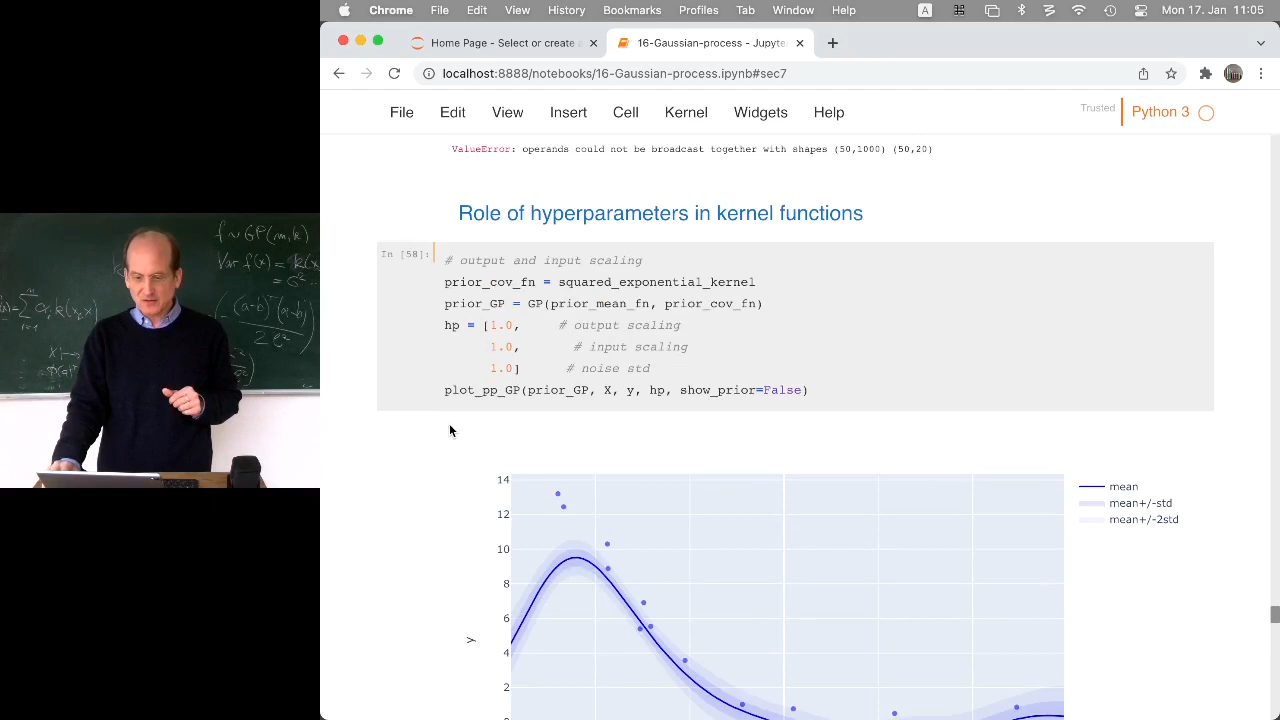 Chrome File Edit View History Bookmarks Profiles Tab Window Help A Mon 17. Jan 11:05
Home Page - Select or create a 16-Gaussian-process - Jupyte
localhost:8888/notebooks/16-Gaussian-process.ipynb#sec7
File Edit View Insert Cell Kernel Widgets Help Trusted Python 3
ValueError: operands could not be broadcast together with shapes (50,1000) (50,20)
Role of hyperparameters in kernel functions
In [58]:
# output and input scaling
prior_cov_fn = squared_exponential_kernel
prior_GP = GP(prior_mean_fn, prior_cov_fn)
hp = [1.0, # output scaling
1.0, # input scaling
1.0] # noise std
plot_pp_GP(prior_GP, X, y, hp, show_prior=False)
14
12
10
8
6
4
2
y
mean
mean+/-std
mean+/-2std
f ~ GP(m,k)
Var f(x) = k(x
= σ²
(a-b)ᵀ(a-b)
2ℓ²